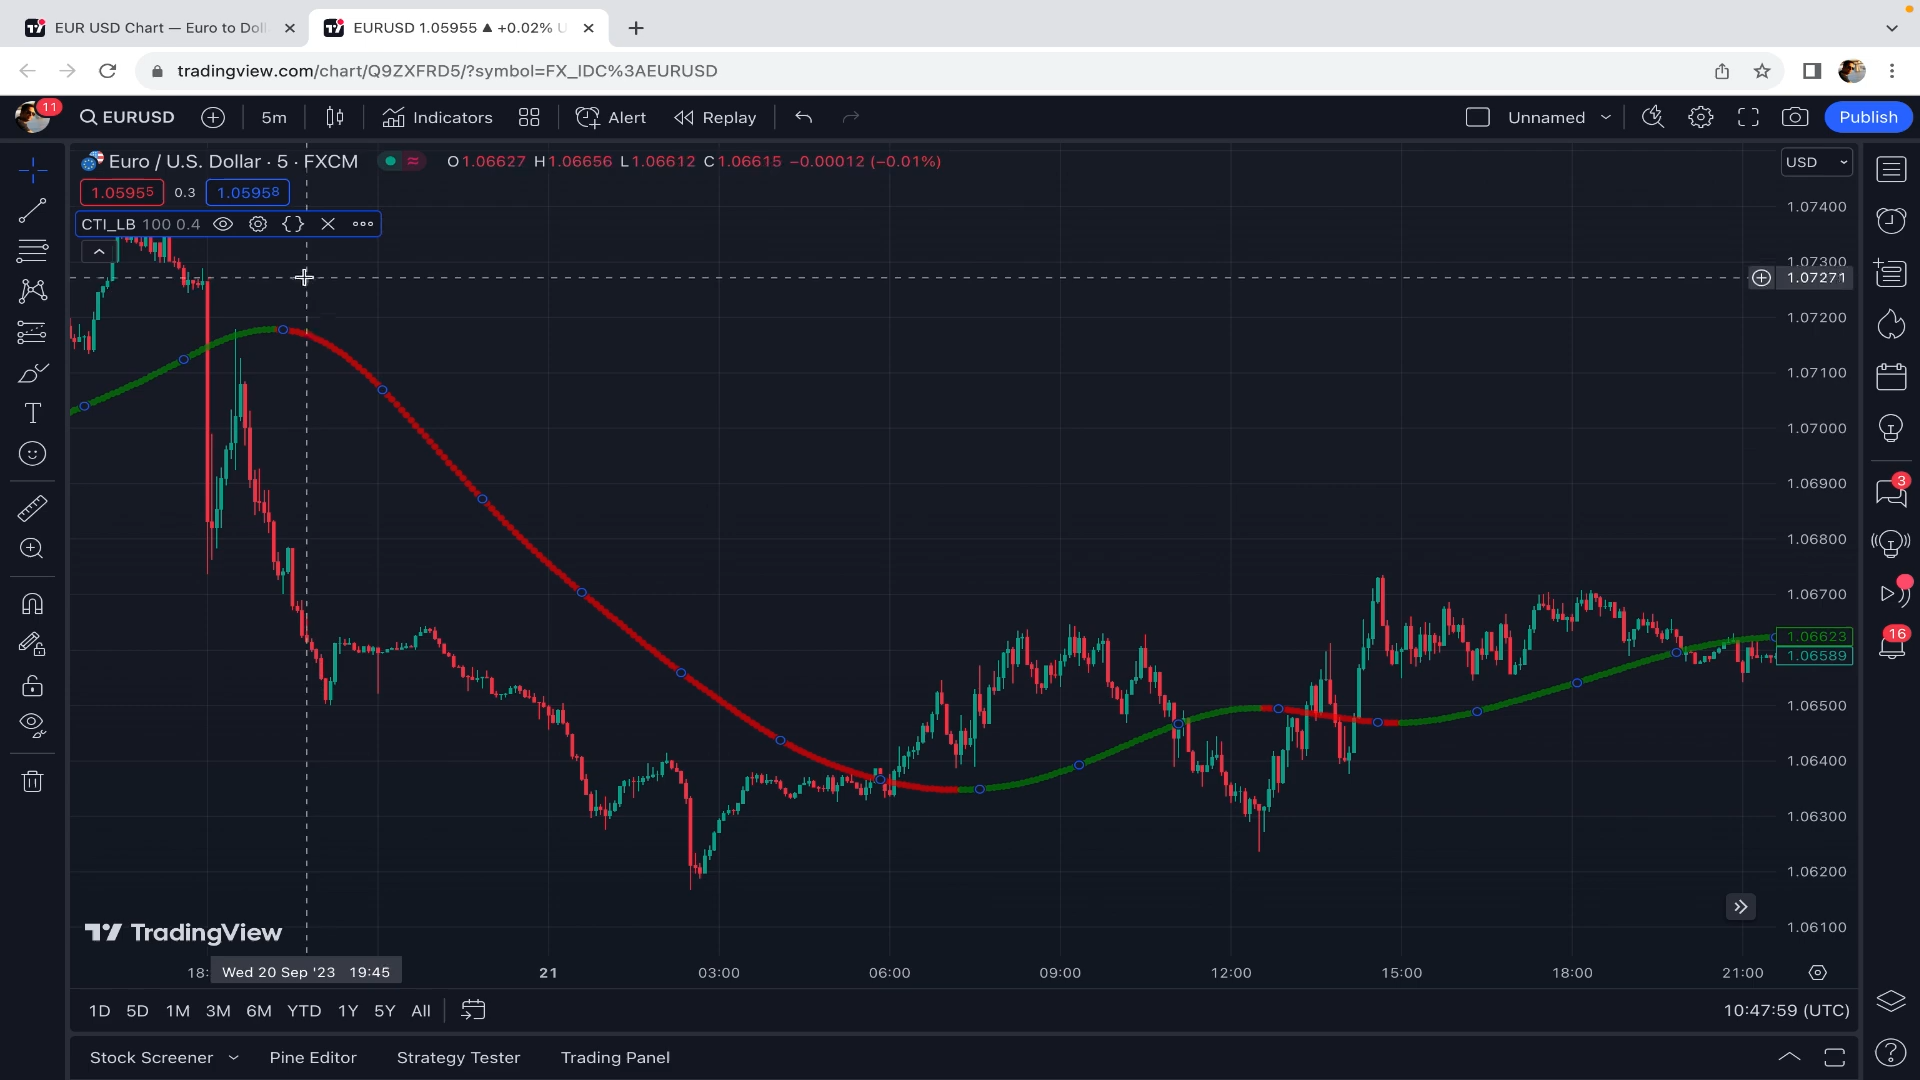 EUR USD Chart — Euro to Doll
EURUSD 1.05955 ▲ +0.02% U
tradingview.com/chart/Q9ZXFRD5/?symbol=FX_IDC%3AEURUSD
11
EURUSD
5m
Indicators
Alert
Replay
Unnamed
Publish
Euro / U.S. Dollar · 5 · FXCM
O1.06627 H1.06656 L1.06612 C1.06615 −0.00012 (−0.01%)
USD
1.05955 0.3 1.05958
CTI_LB 100 0.4
1.07400
1.07300
1.07271
1.07200
1.07100
1.07000
1.06900
1.06800
1.06700
1.06623
1.06589
1.06500
1.06400
1.06300
1.06200
1.06100
3
16
TradingView
18:
Wed 20 Sep '23 19:45
21
03:00
06:00
09:00
12:00
15:00
18:00
21:00
1D 5D 1M 3M 6M YTD 1Y 5Y All
10:47:59 (UTC)
Stock Screener
Pine Editor
Strategy Tester
Trading Panel